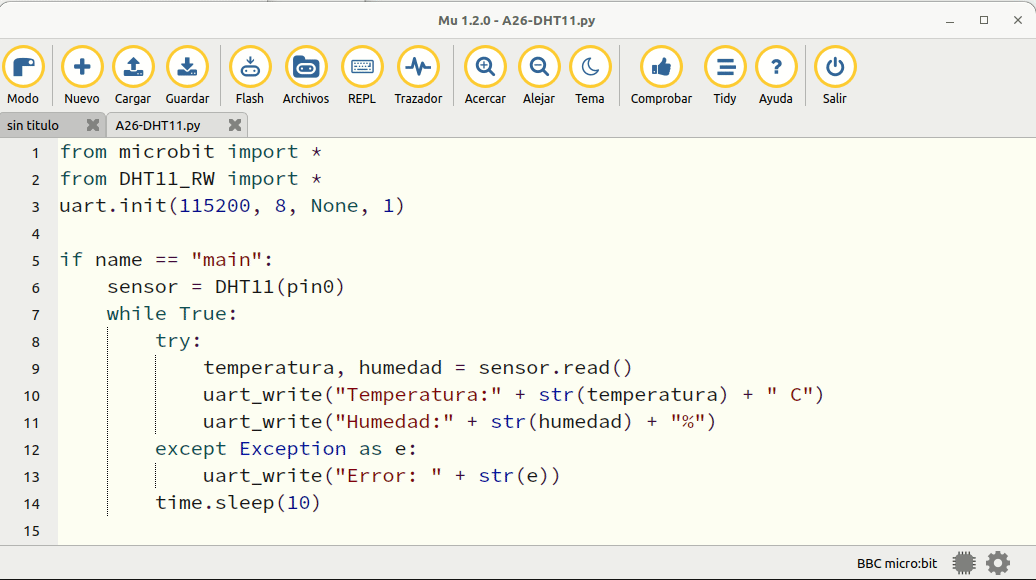 Mu 1.2.0 - A26-DHT11.py
Modo Nuevo Cargar Guardar Flash Archivos REPL Trazador Acercar Alejar Tema Comprobar Tidy Ayuda Salir
sin titulo A26-DHT11.py
1 from microbit import *
2 from DHT11_RW import *
3 uart.init(115200, 8, None, 1)
4
5 if name == "main":
6 sensor = DHT11(pin0)
7 while True:
8 try:
9 temperatura, humedad = sensor.read()
10 uart_write("Temperatura:" + str(temperatura) + " C")
11 uart_write("Humedad:" + str(humedad) + "%")
12 except Exception as e:
13 uart_write("Error: " + str(e))
14 time.sleep(10)
15
BBC micro:bit